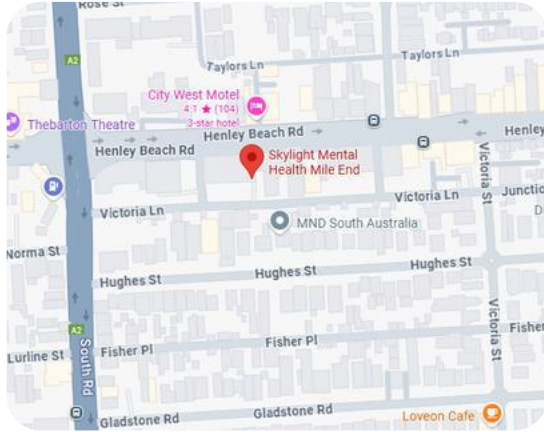 Rose St
A2
Taylors Ln
Taylors Ln
City West Motel
4.1 ★ (104)
3-star hotel
Thebarton Theatre
Henley Beach Rd
Henley
Henley Beach Rd
Skylight Mental
Health Mile End
Victoria St
Victoria Ln
Junctio
Victoria Ln
D
MND South Australia
Norma St
Hughes St
Hughes St
Hughes St
Victoria St
A2
South Rd
Fisher
Lurline St
Fisher Pl
Fisher Pl
Gladstone Rd
Gladstone Rd
Loveon Cafe